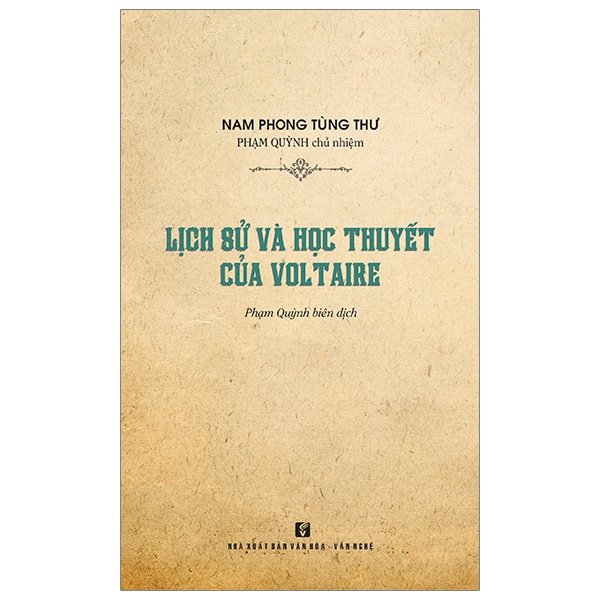 NAM PHONG TÙNG THƯ
PHẠM QUỲNH chủ nhiệm
LỊCH SỬ VÀ HỌC THUYẾT
CỦA VOLTAIRE
Phạm Quỳnh biên dịch
NHÀ XUẤT BẢN VĂN HÓA - VĂN NGHỆ